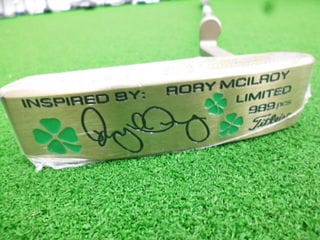 INSPIRED BY: RORY MCILROY
LIMITED
989 pcs
Titleist